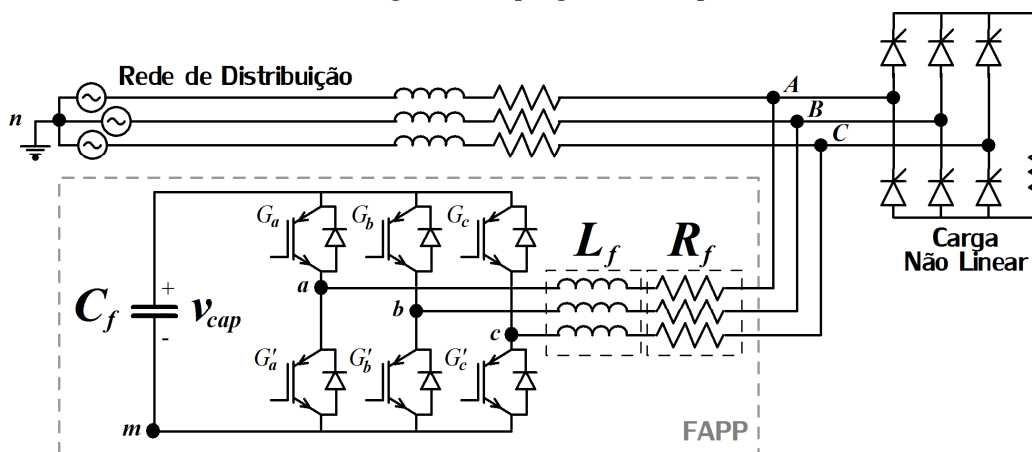 Rede de Distribuição
n
A
B
C
Carga
Não Linear
G_a
G_b
G_c
L_f
R_f
C_f
+
v_cap
-
a
b
c
G'_a
G'_b
G'_c
m
FAPP